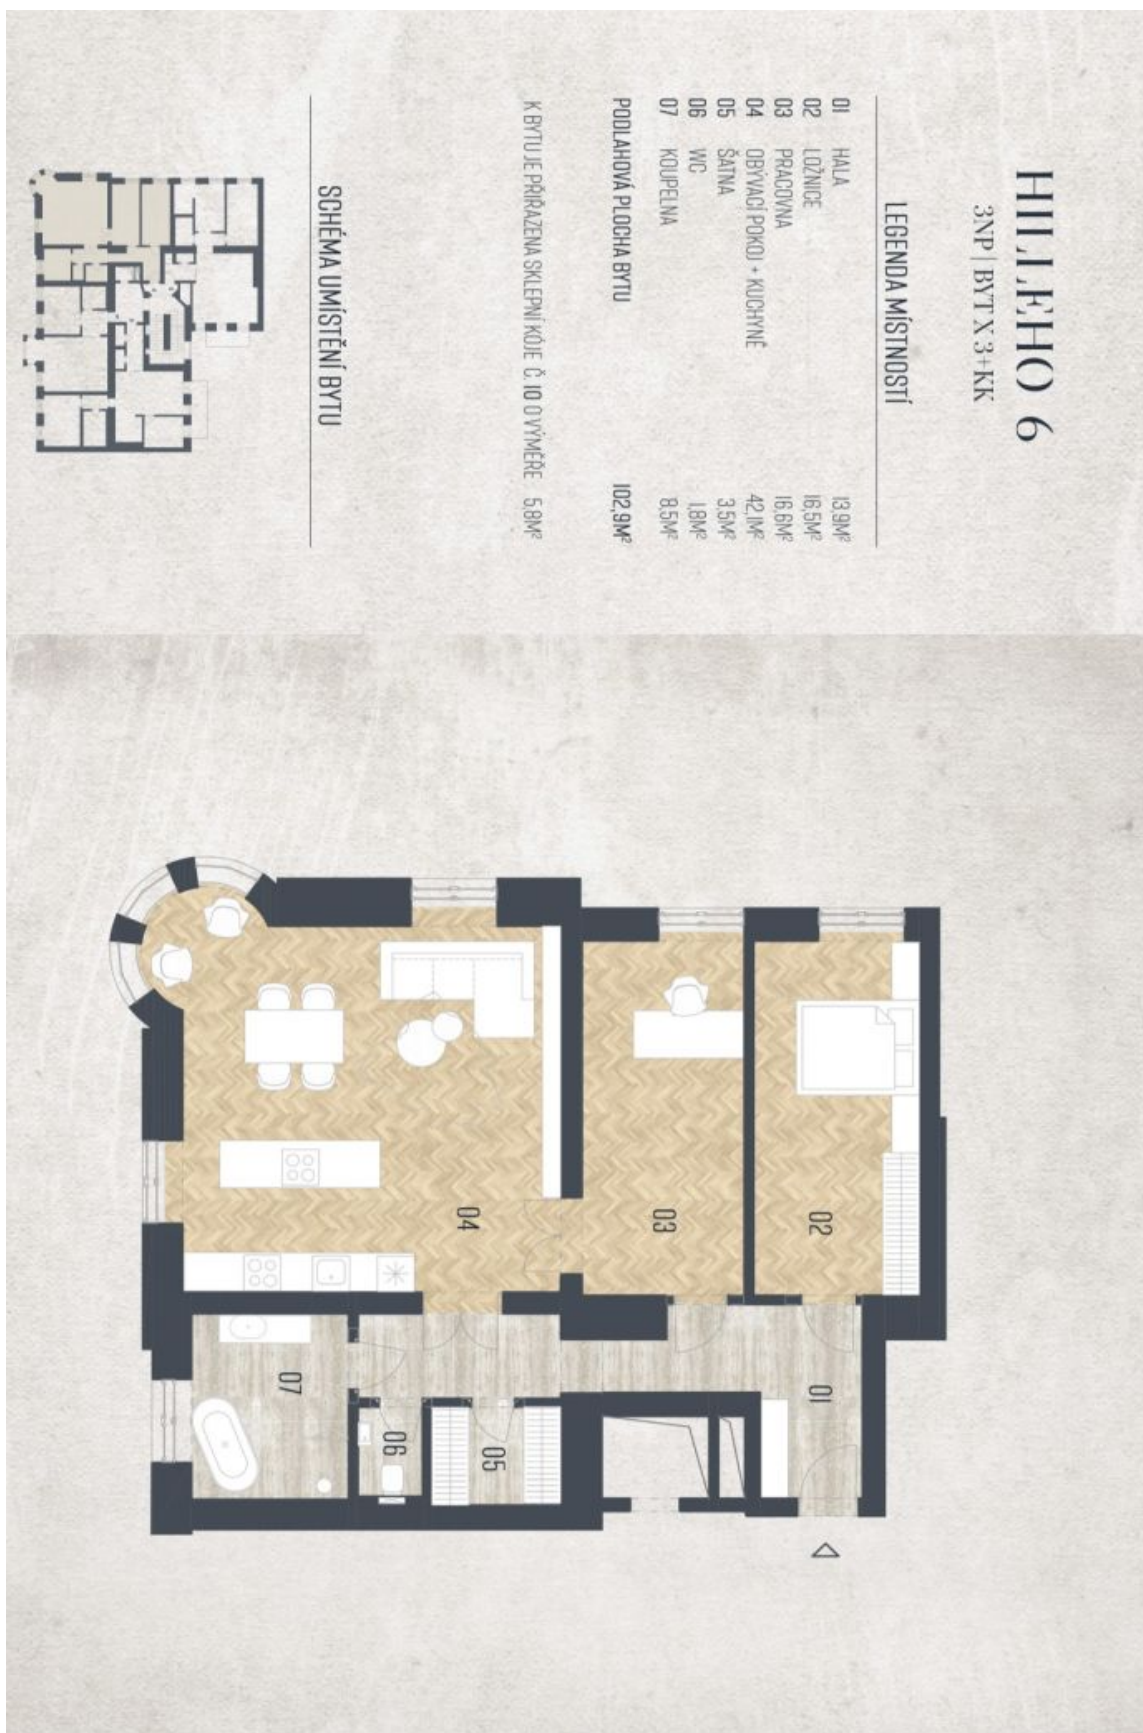 HILLEHO 6
3NP | BYT X 3+KK
LEGENDA MÍSTNOSTÍ
01 HALA 13,9M²
02 LOŽNICE 16,5M²
03 PRACOVNA 16,6M²
04 OBÝVACÍ POKOJ + KUCHYNĚ 42,1M²
05 ŠATNA 3,5M²
06 WC 1,8M²
07 KOUPELNA 8,5M²
PODLAHOVÁ PLOCHA BYTU 102,9M²
K BYTU JE PŘIŘAZENA SKLEPNÍ KÓJE Č. 10 O VÝMĚŘE 5,8M²
SCHÉMA UMÍSTĚNÍ BYTU
02
03
04
01
07
06
05